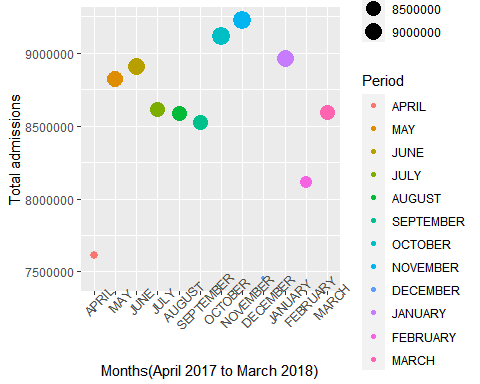 8500000
9000000
Period
APRIL
MAY
JUNE
JULY
AUGUST
SEPTEMBER
OCTOBER
NOVEMBER
DECEMBER
JANUARY
FEBRUARY
MARCH
9000000
8500000
8000000
7500000
Total admissions
APRIL
MAY
JUNE
JULY
AUGUST
SEPTEMBER
OCTOBER
NOVEMBER
DECEMBER
JANUARY
FEBRUARY
MARCH
Months(April 2017 to March 2018)